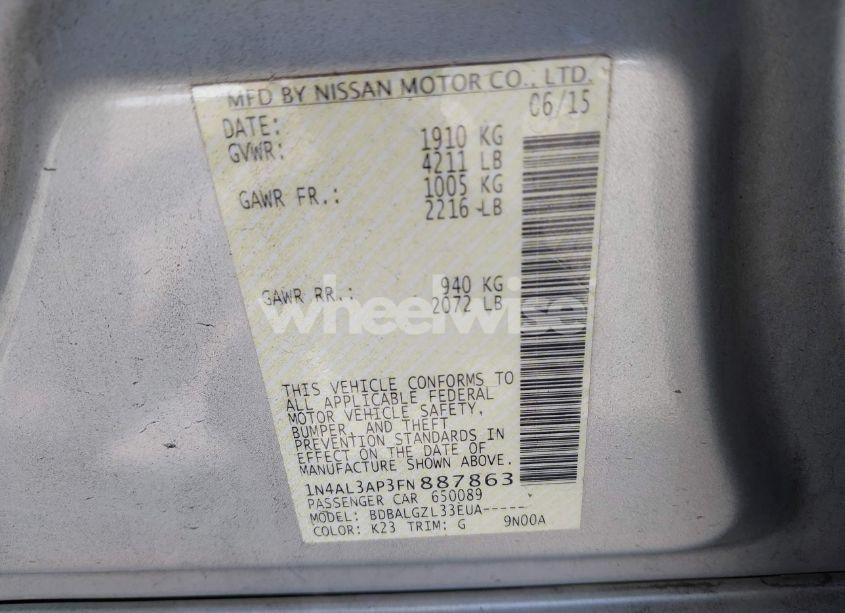 MFD BY NISSAN MOTOR CO., LTD.
DATE: 06/15
GVWR: 1910 KG
4211 LB
GAWR FR.: 1005 KG
2216 LB
GAWR RR.: 940 KG
2072 LB
wheelwise
THIS VEHICLE CONFORMS TO
ALL APPLICABLE FEDERAL
MOTOR VEHICLE SAFETY,
BUMPER, AND THEFT
PREVENTION STANDARDS IN
EFFECT ON THE DATE OF
MANUFACTURE SHOWN ABOVE.
1N4AL3AP3FN887863
PASSENGER CAR 650089
MODEL: BDBALGZL33EUA-----
COLOR: K23 TRIM: G 9N00A